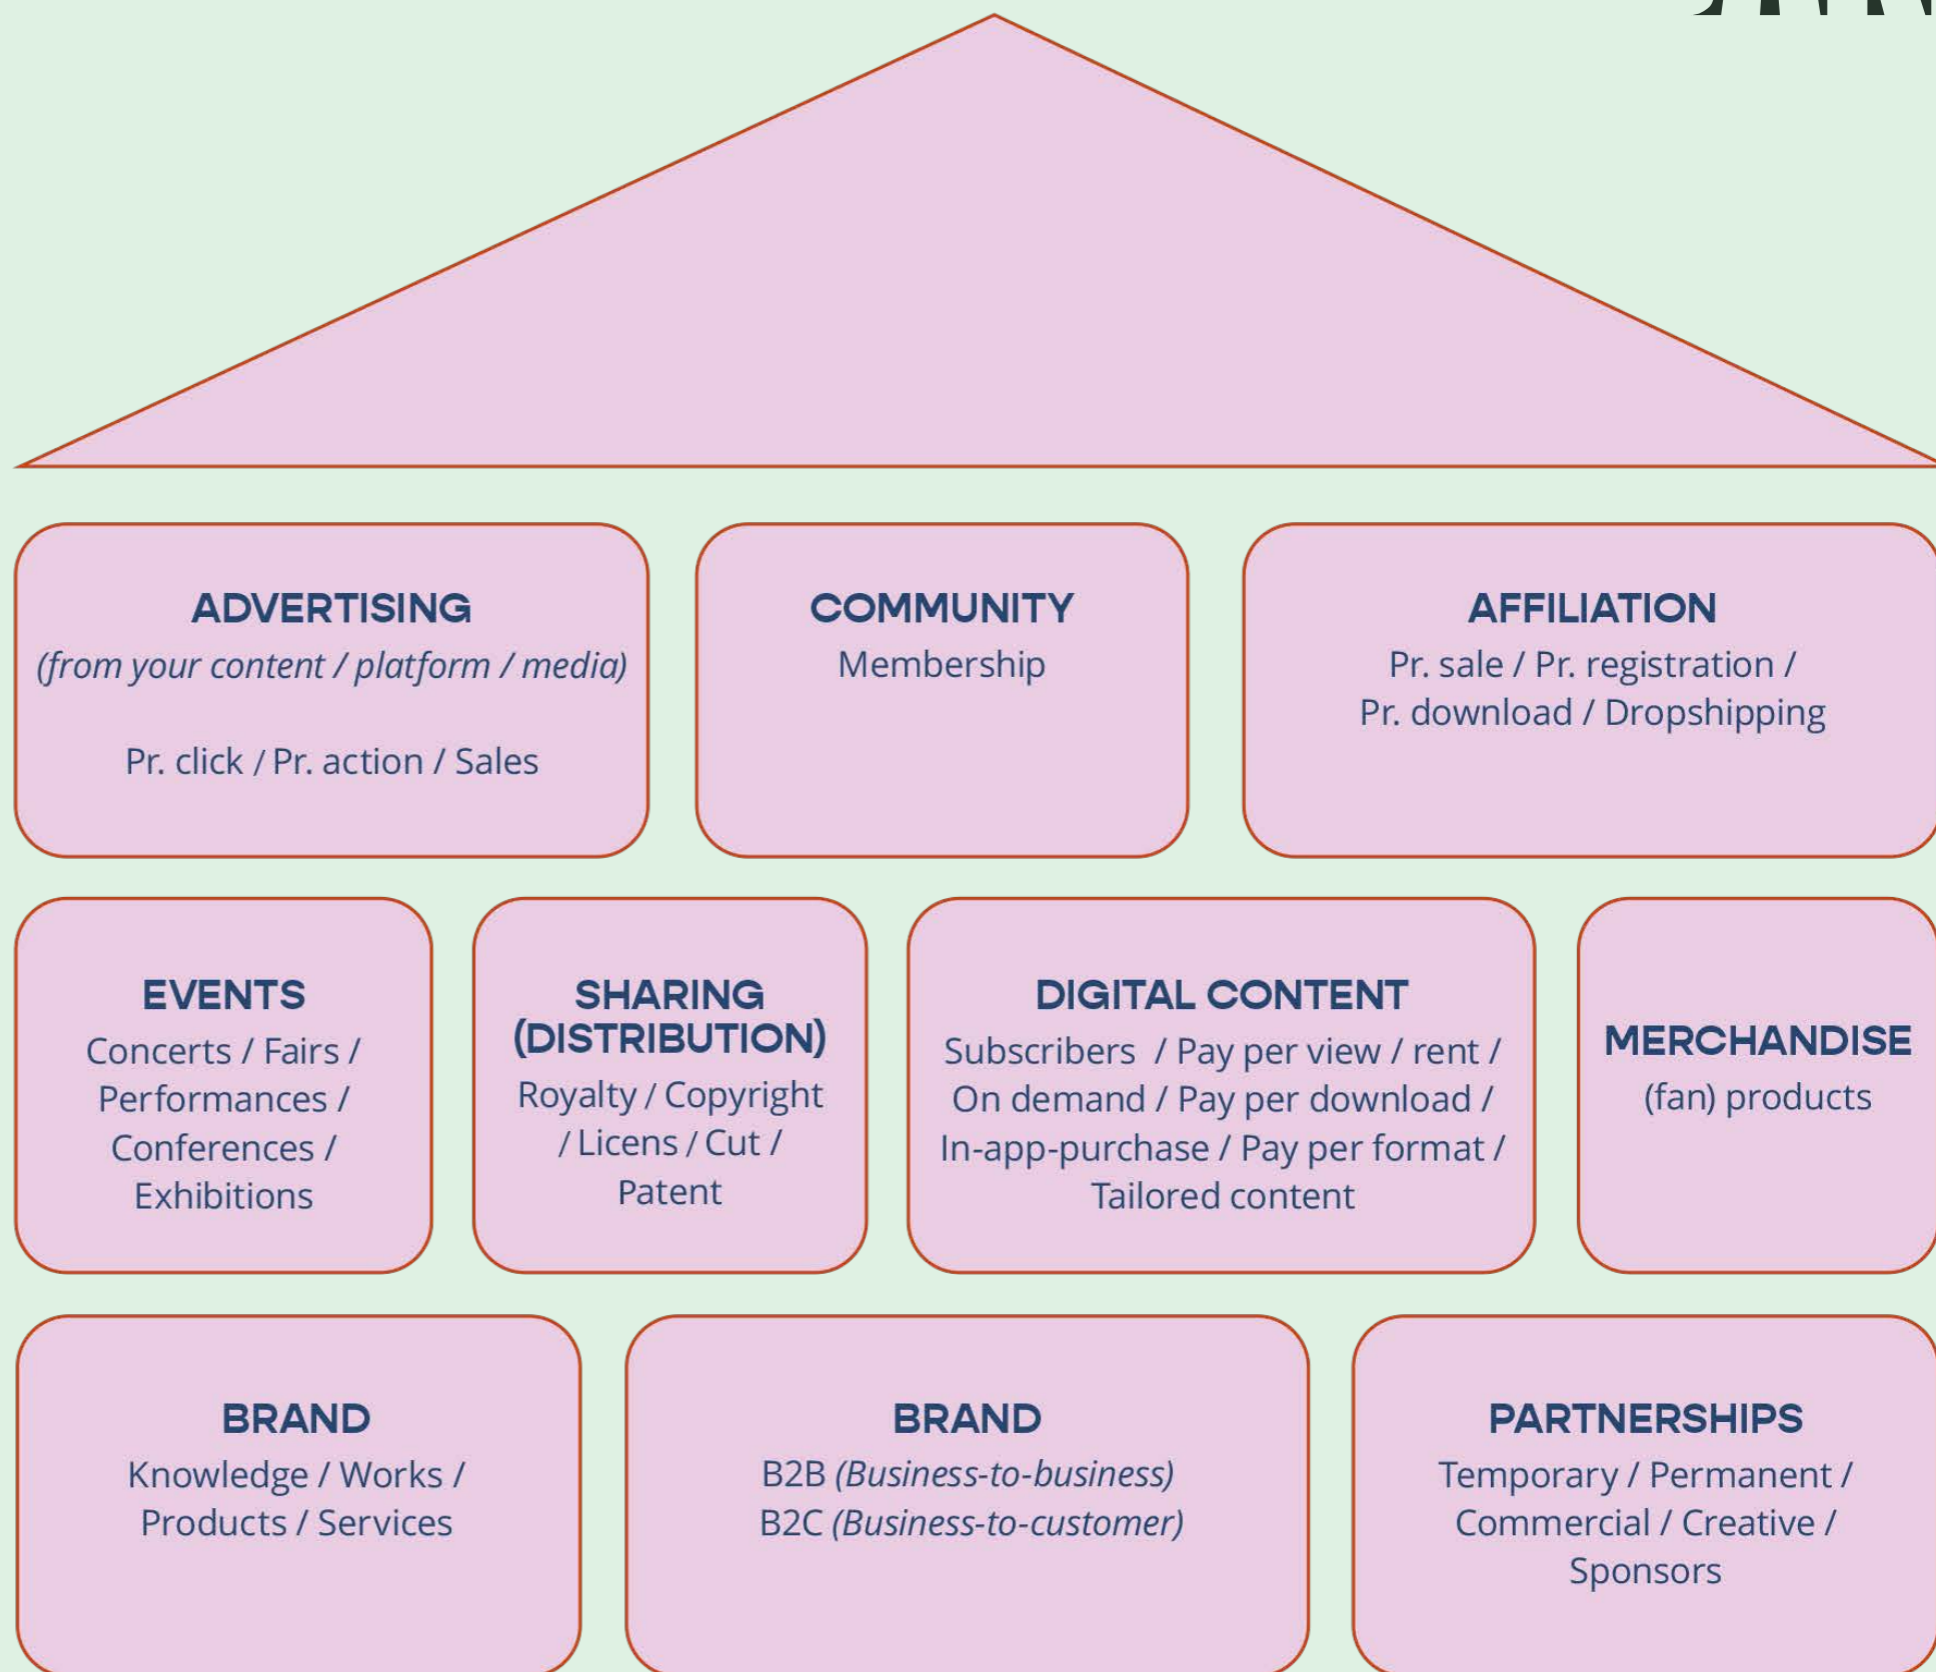 ADVERTISING
(from your content / platform / media)
Pr. click / Pr. action / Sales
COMMUNITY
Membership
AFFILIATION
Pr. sale / Pr. registration /
Pr. download / Dropshipping
EVENTS
Concerts / Fairs /
Performances /
Conferences /
Exhibitions
SHARING
(DISTRIBUTION)
Royalty / Copyright
/ Licens / Cut /
Patent
DIGITAL CONTENT
Subscribers / Pay per view / rent /
On demand / Pay per download /
In-app-purchase / Pay per format /
Tailored content
MERCHANDISE
(fan) products
BRAND
Knowledge / Works /
Products / Services
BRAND
B2B (Business-to-business)
B2C (Business-to-customer)
PARTNERSHIPS
Temporary / Permanent /
Commercial / Creative /
Sponsors